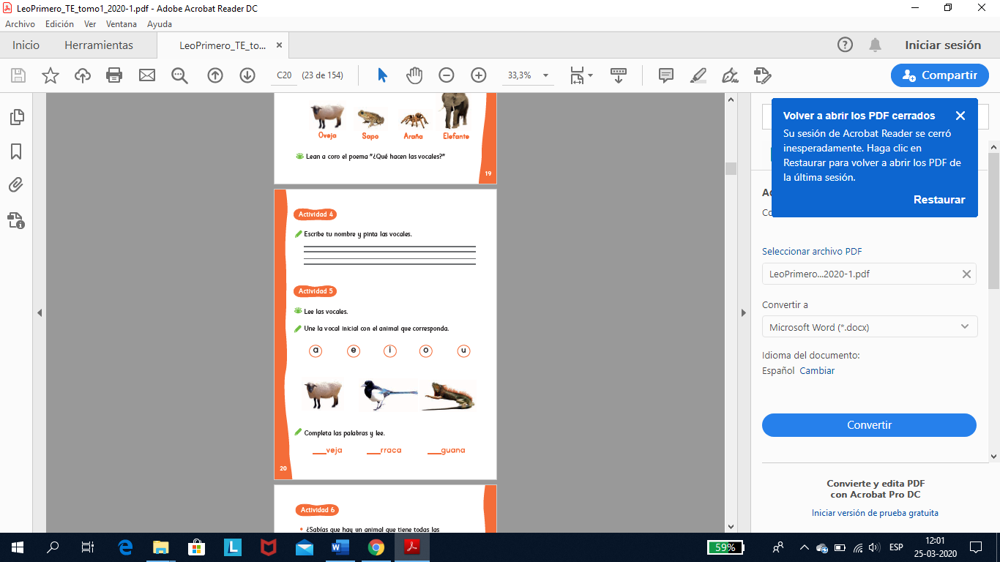 LeoPrimero_TE_tomo1_2020-1.pdf - Adobe Acrobat Reader DC
Archivo Edición Ver Ventana Ayuda
Inicio Herramientas LeoPrimero_TE_to... ×
Iniciar sesión
C20 (23 de 154) 33,3%
Compartir
Oveja Sapo Araña Elefante
Lean a coro el poema "¿Qué hacen las vocales?"
19
Actividad 4
Escribe tu nombre y pinta las vocales.
Actividad 5
Lee las vocales.
Une la vocal inicial con el animal que corresponda.
a e i o u
Completa las palabras y lee.
___veja ___rraca ___guana
20
Actividad 6
• ¿Sabías que hay un animal que tiene todas las
Volver a abrir los PDF cerrados
Su sesión de Acrobat Reader se cerró
inesperadamente. Haga clic en
Restaurar para volver a abrir los PDF de
la última sesión.
Restaurar
Seleccionar archivo PDF
LeoPrimero...2020-1.pdf
Convertir a
Microsoft Word (*.docx)
Idioma del documento:
Español Cambiar
Convertir
Convierte y edita PDF
con Acrobat Pro DC
Iniciar versión de prueba gratuita
59%
ESP
12:01
25-03-2020